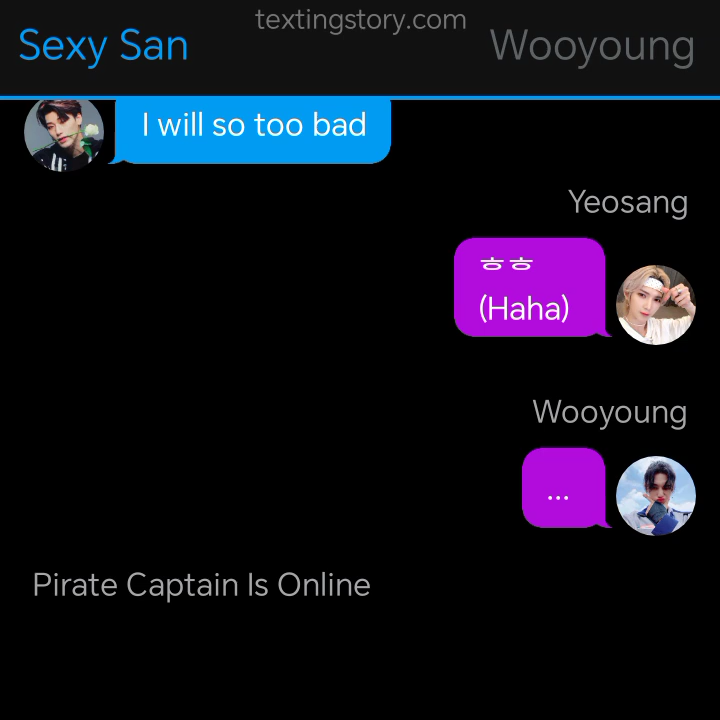 textingstory.com
Sexy San
Wooyoung
I will so too bad
Yeosang
ㅎㅎ
(Haha)
Wooyoung
...
Pirate Captain Is Online